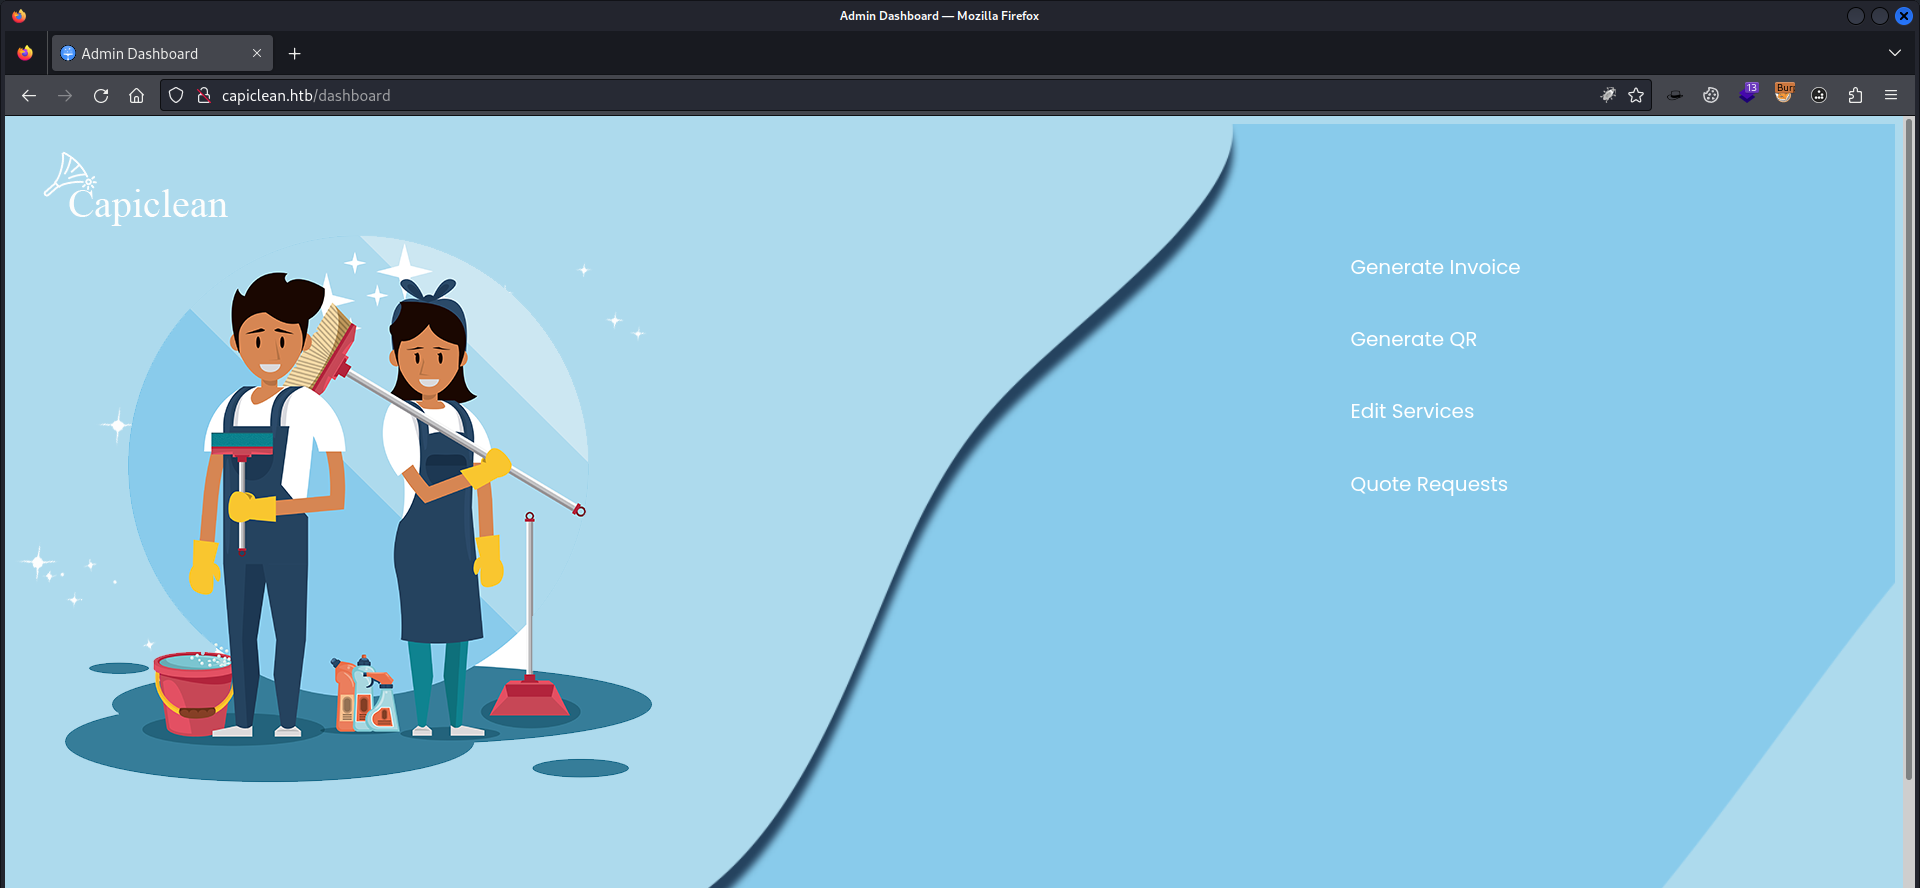 Admin Dashboard — Mozilla Firefox
Admin Dashboard
capiclean.htb/dashboard
13
Bur
Capiclean
Generate Invoice
Generate QR
Edit Services
Quote Requests